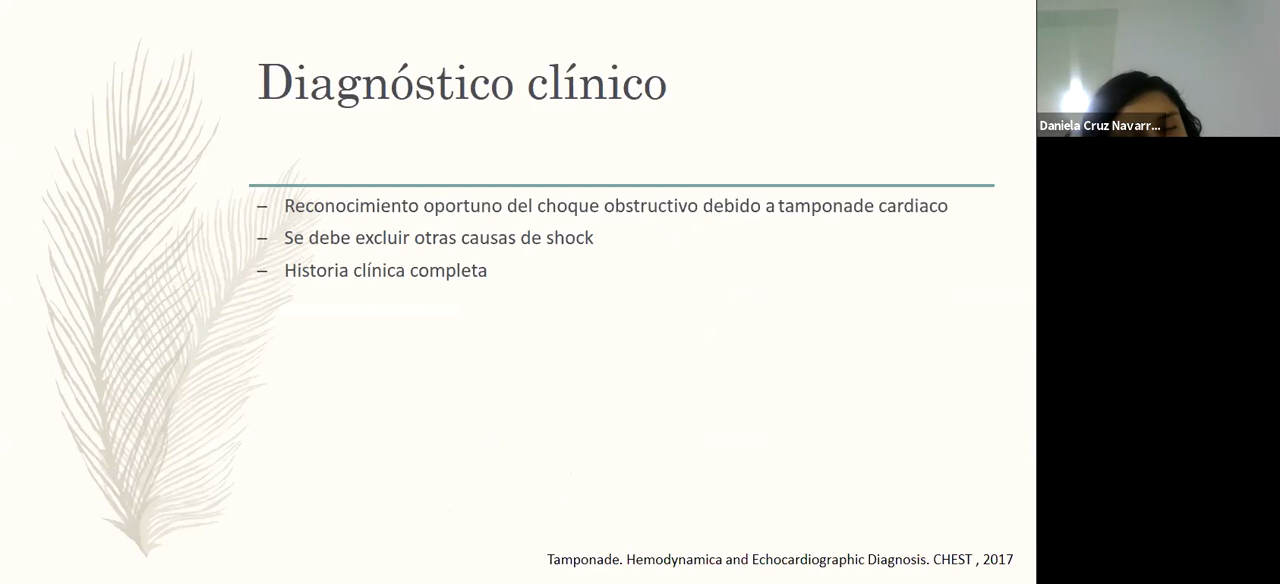 Diagnóstico clínico
– Reconocimiento oportuno del choque obstructivo debido a tamponade cardiaco
– Se debe excluir otras causas de shock
– Historia clínica completa
Tamponade. Hemodynamica and Echocardiographic Diagnosis. CHEST , 2017
Daniela Cruz Navarr...